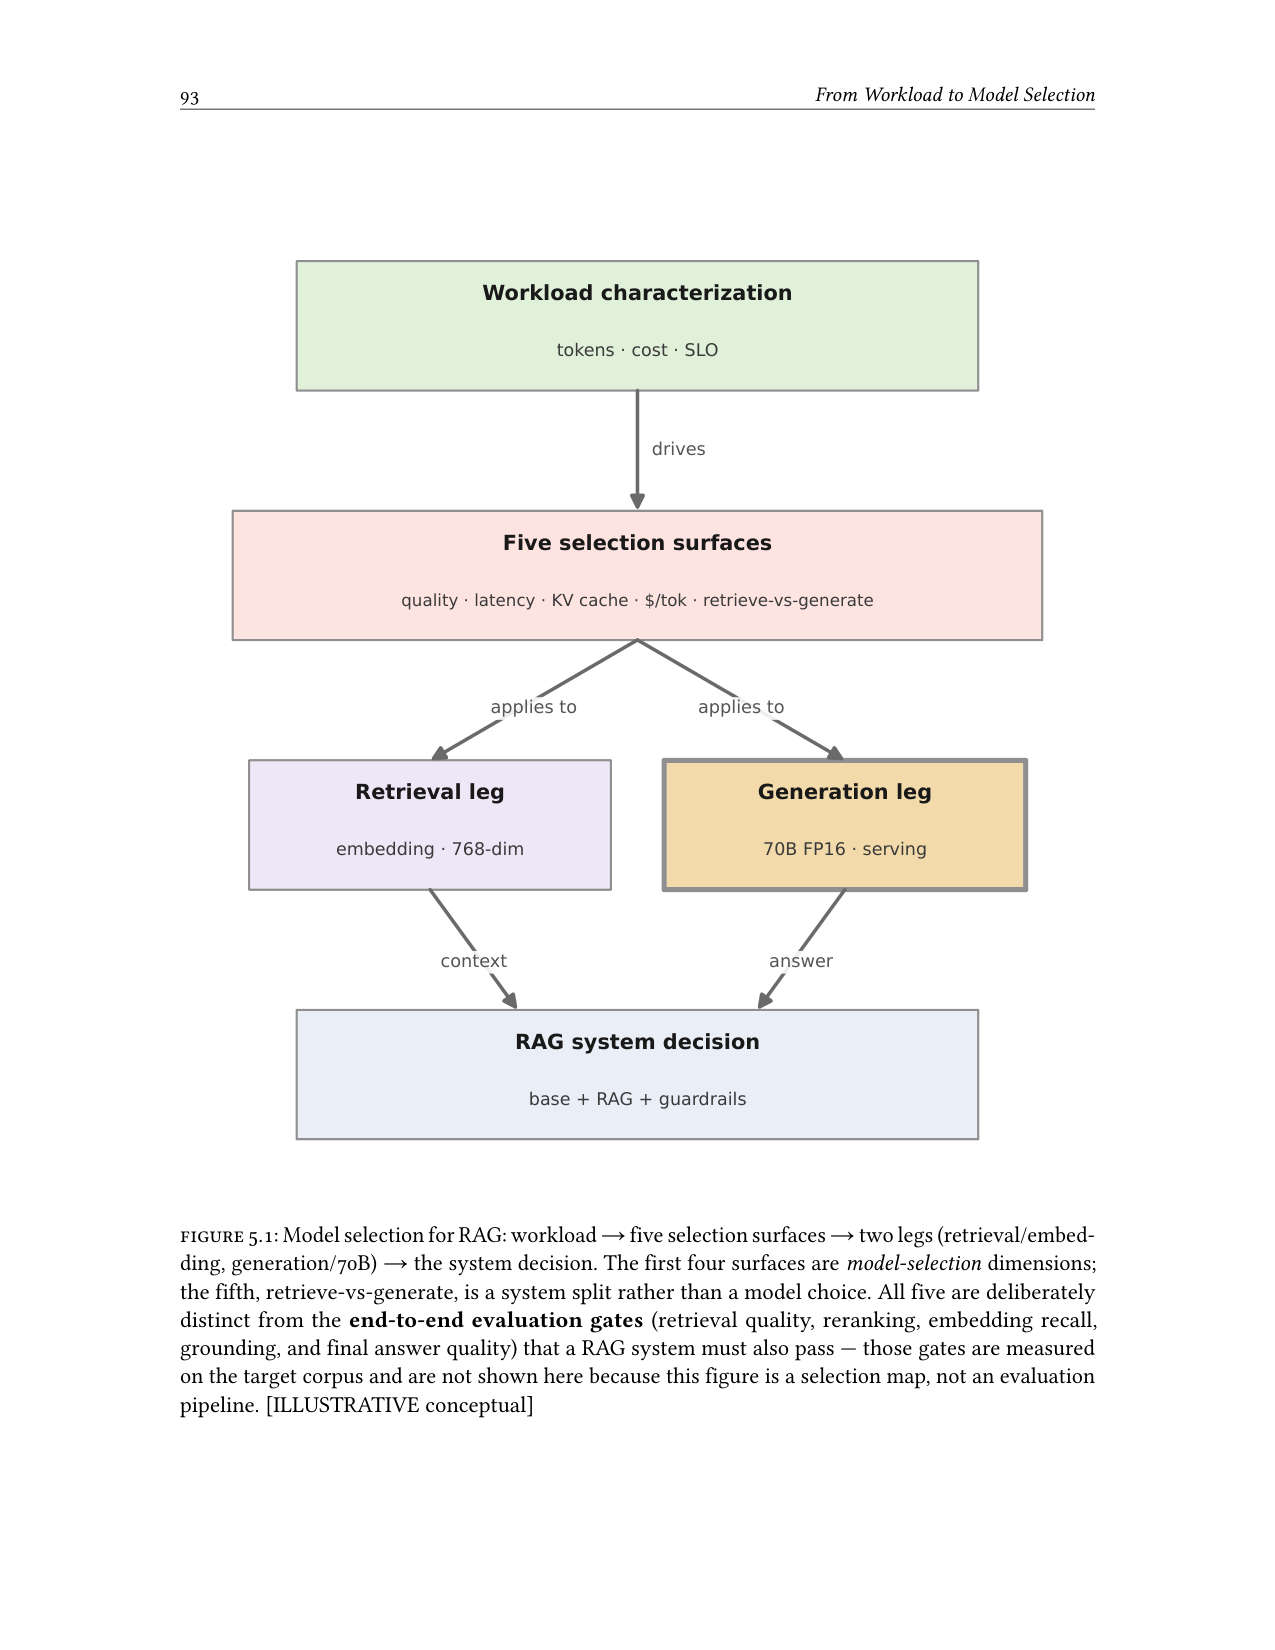 93
From Workload to Model Selection
Workload characterization
tokens · cost · SLO
drives
Five selection surfaces
quality · latency · KV cache · $/tok · retrieve-vs-generate
applies to
applies to
Retrieval leg
embedding · 768-dim
Generation leg
70B FP16 · serving
context
answer
RAG system decision
base + RAG + guardrails
FIGURE 5.1: Model selection for RAG: workload → five selection surfaces → two legs (retrieval/embed-
ding, generation/70B) → the system decision. The first four surfaces are model-selection dimensions;
the fifth, retrieve-vs-generate, is a system split rather than a model choice. All five are deliberately
distinct from the end-to-end evaluation gates (retrieval quality, reranking, embedding recall,
grounding, and final answer quality) that a RAG system must also pass — those gates are measured
on the target corpus and are not shown here because this figure is a selection map, not an evaluation
pipeline. [ILLUSTRATIVE conceptual]